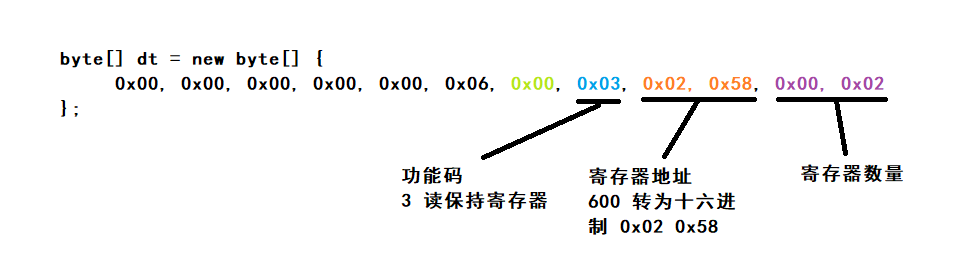 byte[] dt = new byte[] {
0x00, 0x00, 0x00, 0x00, 0x00, 0x06, 0x00, 0x03, 0x02, 0x58, 0x00, 0x02
};
功能码
3 读保持寄存器
寄存器地址
600 转为十六进
制 0x02 0x58
寄存器数量